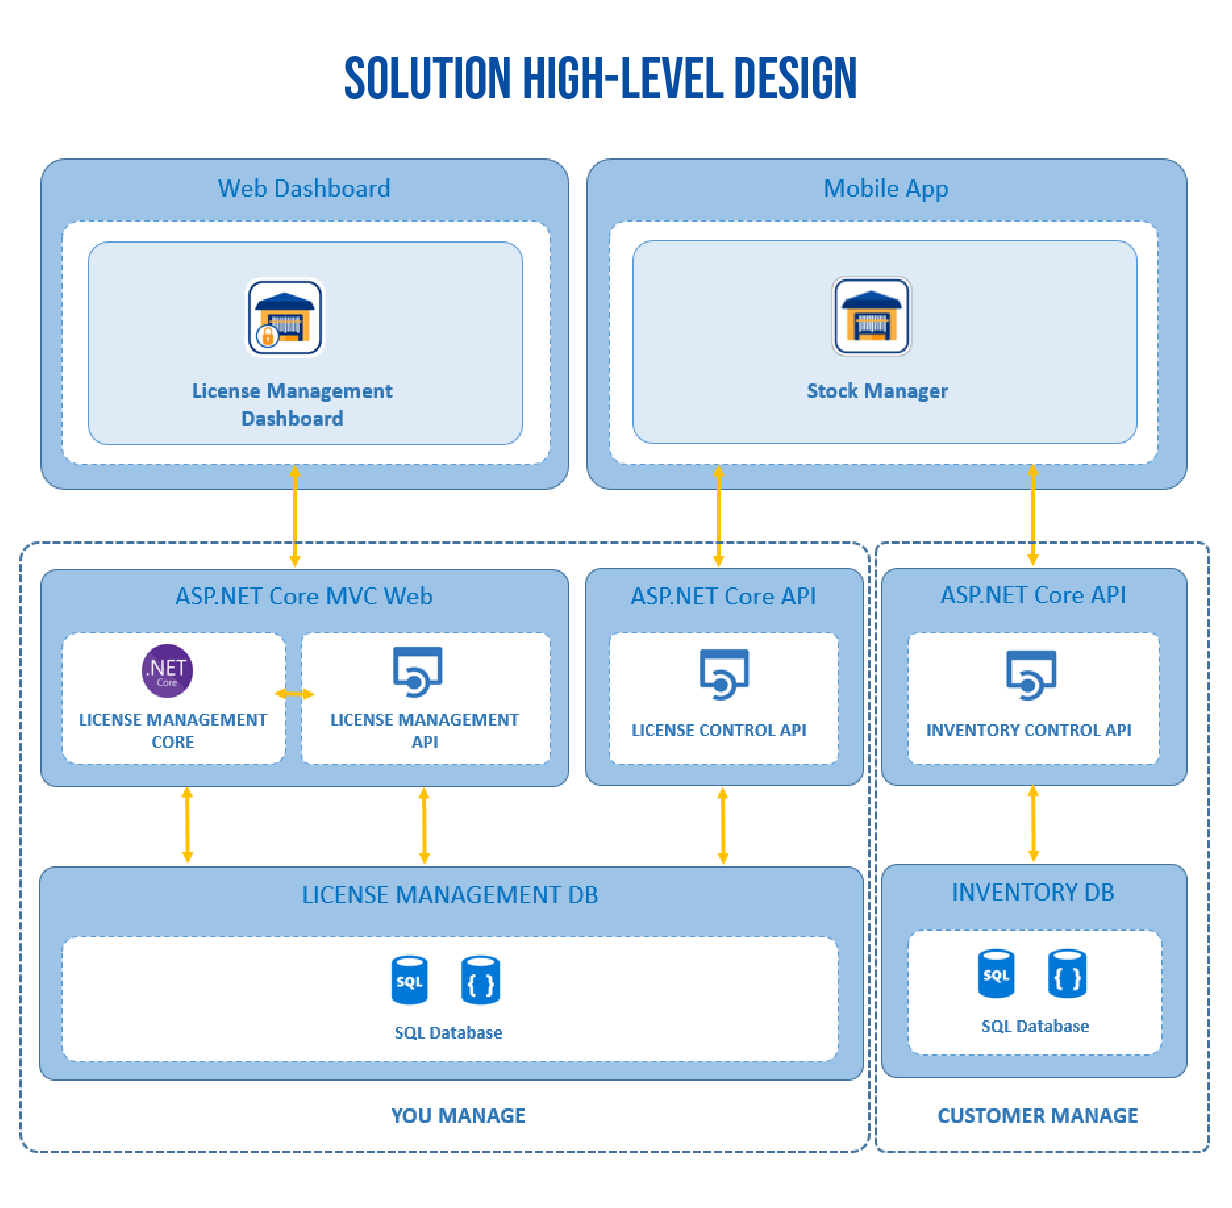 SOLUTION HIGH-LEVEL DESIGN
Web Dashboard
Mobile App
License Management
Dashboard
Stock Manager
ASP.NET Core MVC Web
ASP.NET Core API
ASP.NET Core API
.NET
Core
LICENSE MANAGEMENT
CORE
LICENSE MANAGEMENT
API
LICENSE CONTROL API
INVENTORY CONTROL API
LICENSE MANAGEMENT DB
INVENTORY DB
SQL
{ }
SQL Database
SQL
{ }
SQL Database
YOU MANAGE
CUSTOMER MANAGE